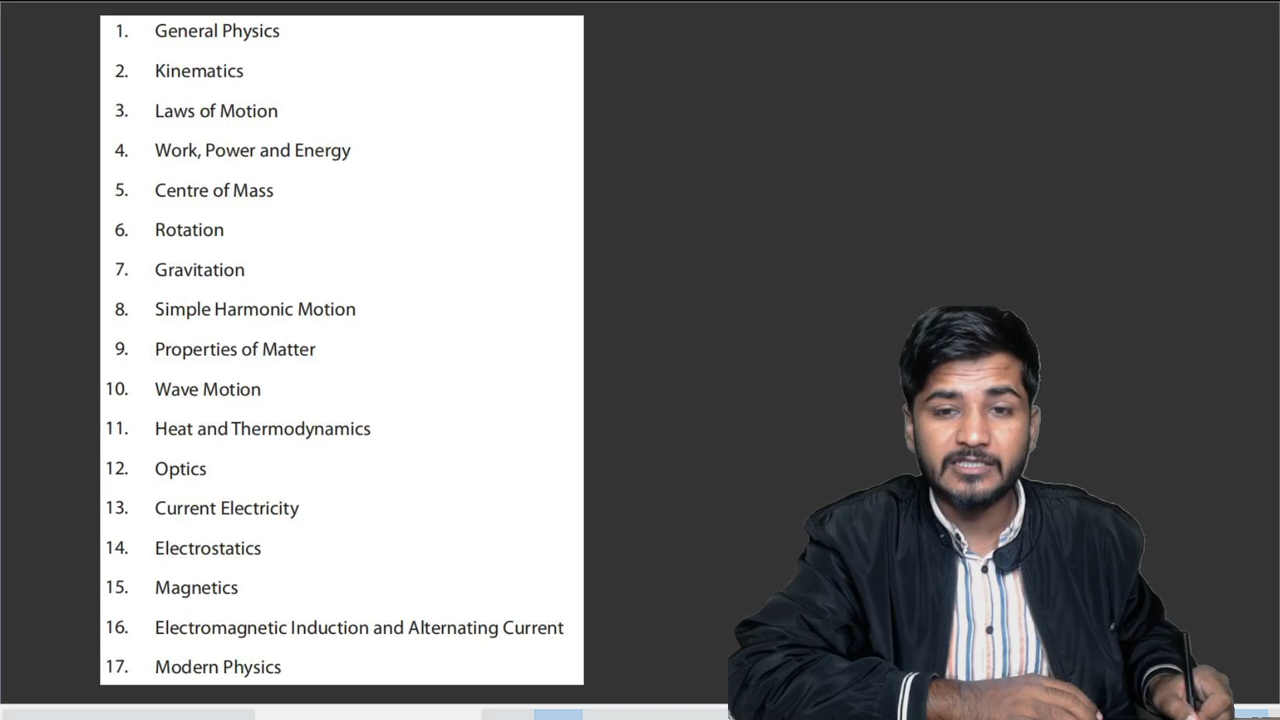 1. General Physics
2. Kinematics
3. Laws of Motion
4. Work, Power and Energy
5. Centre of Mass
6. Rotation
7. Gravitation
8. Simple Harmonic Motion
9. Properties of Matter
10. Wave Motion
11. Heat and Thermodynamics
12. Optics
13. Current Electricity
14. Electrostatics
15. Magnetics
16. Electromagnetic Induction and Alternating Current
17. Modern Physics